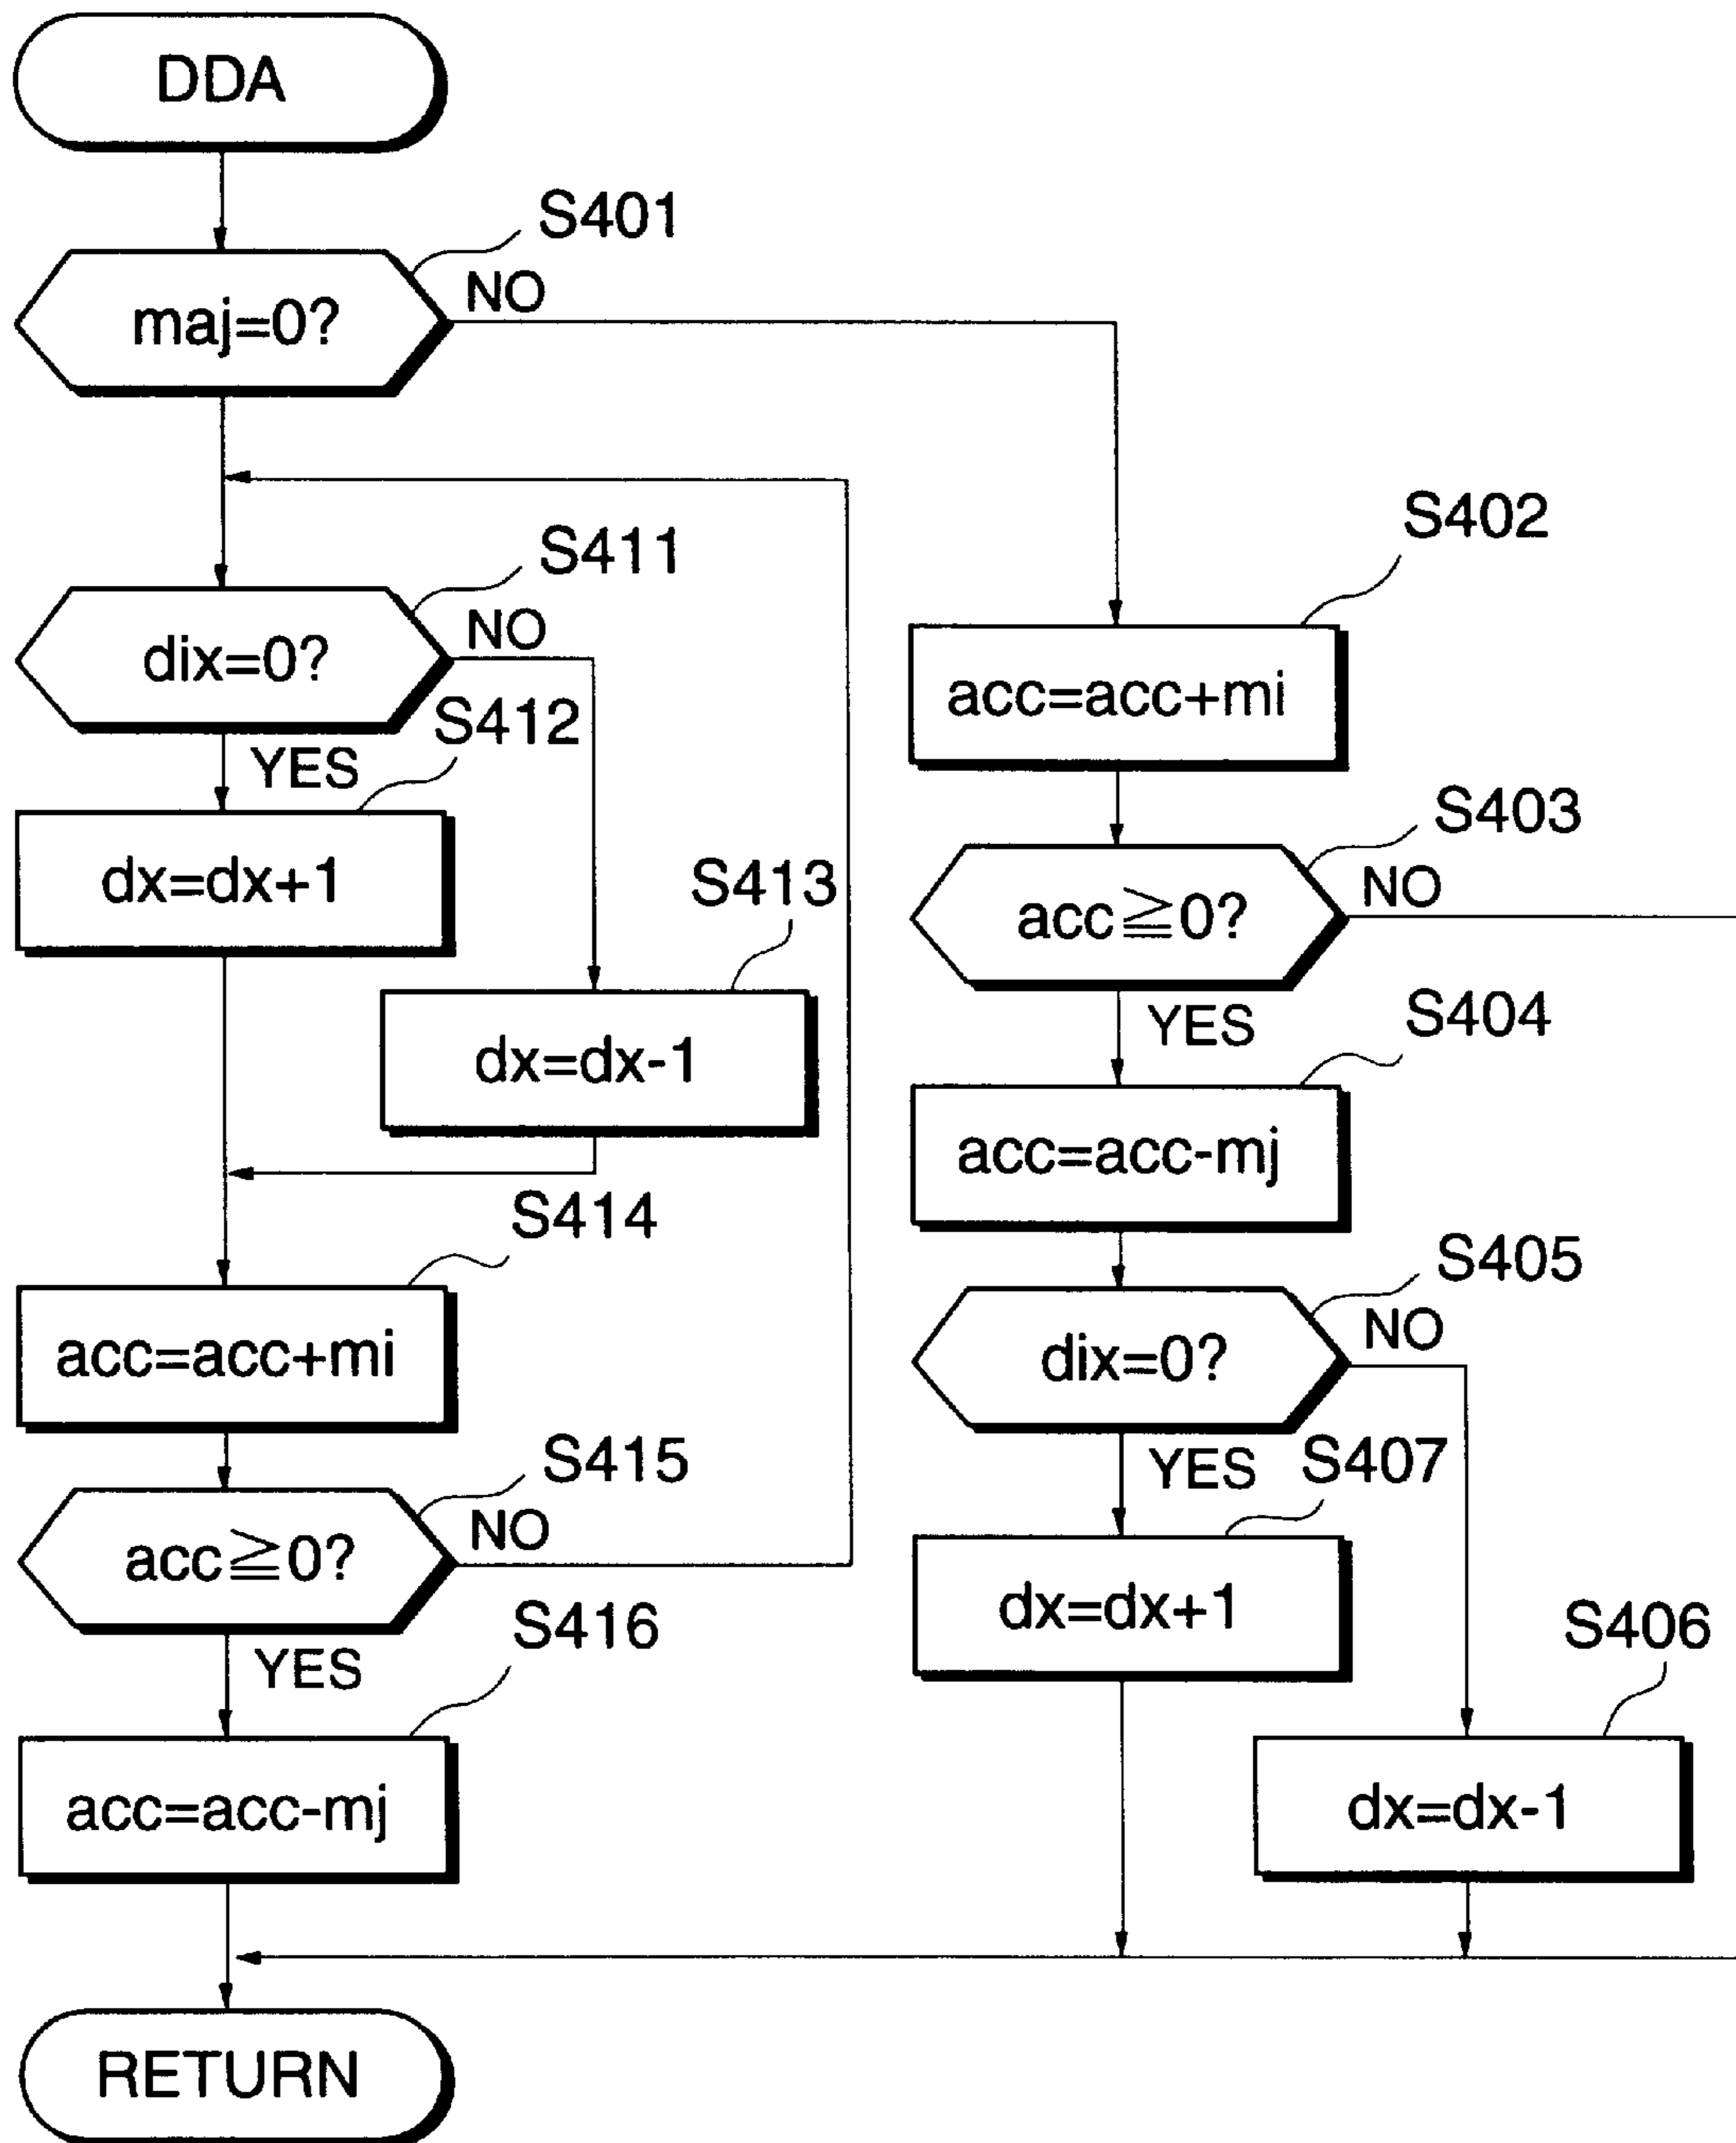 DDA
S401
maj=0?
NO
S411
dix=0?
NO
YES
S412
dx=dx+1
S413
dx=dx-1
S414
acc=acc+mi
S415
acc≧0?
NO
YES
S416
acc=acc-mj
RETURN
S402
acc=acc+mi
S403
acc≧0?
NO
YES
S404
acc=acc-mj
S405
dix=0?
NO
YES
S407
dx=dx+1
S406
dx=dx-1